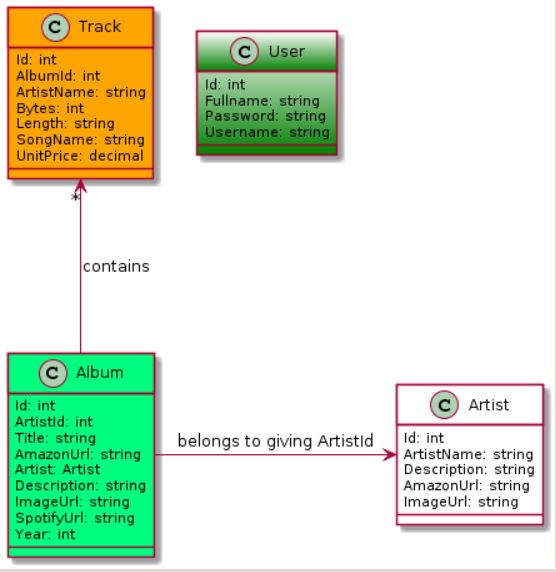 C Track
Id: int
AlbumId: int
ArtistName: string
Bytes: int
Length: string
SongName: string
UnitPrice: decimal
C User
Id: int
Fullname: string
Password: string
Username: string
*
contains
C Album
Id: int
ArtistId: int
Title: string
AmazonUrl: string
Artist: Artist
Description: string
ImageUrl: string
SpotifyUrl: string
Year: int
belongs to giving ArtistId
C Artist
Id: int
ArtistName: string
Description: string
AmazonUrl: string
ImageUrl: string